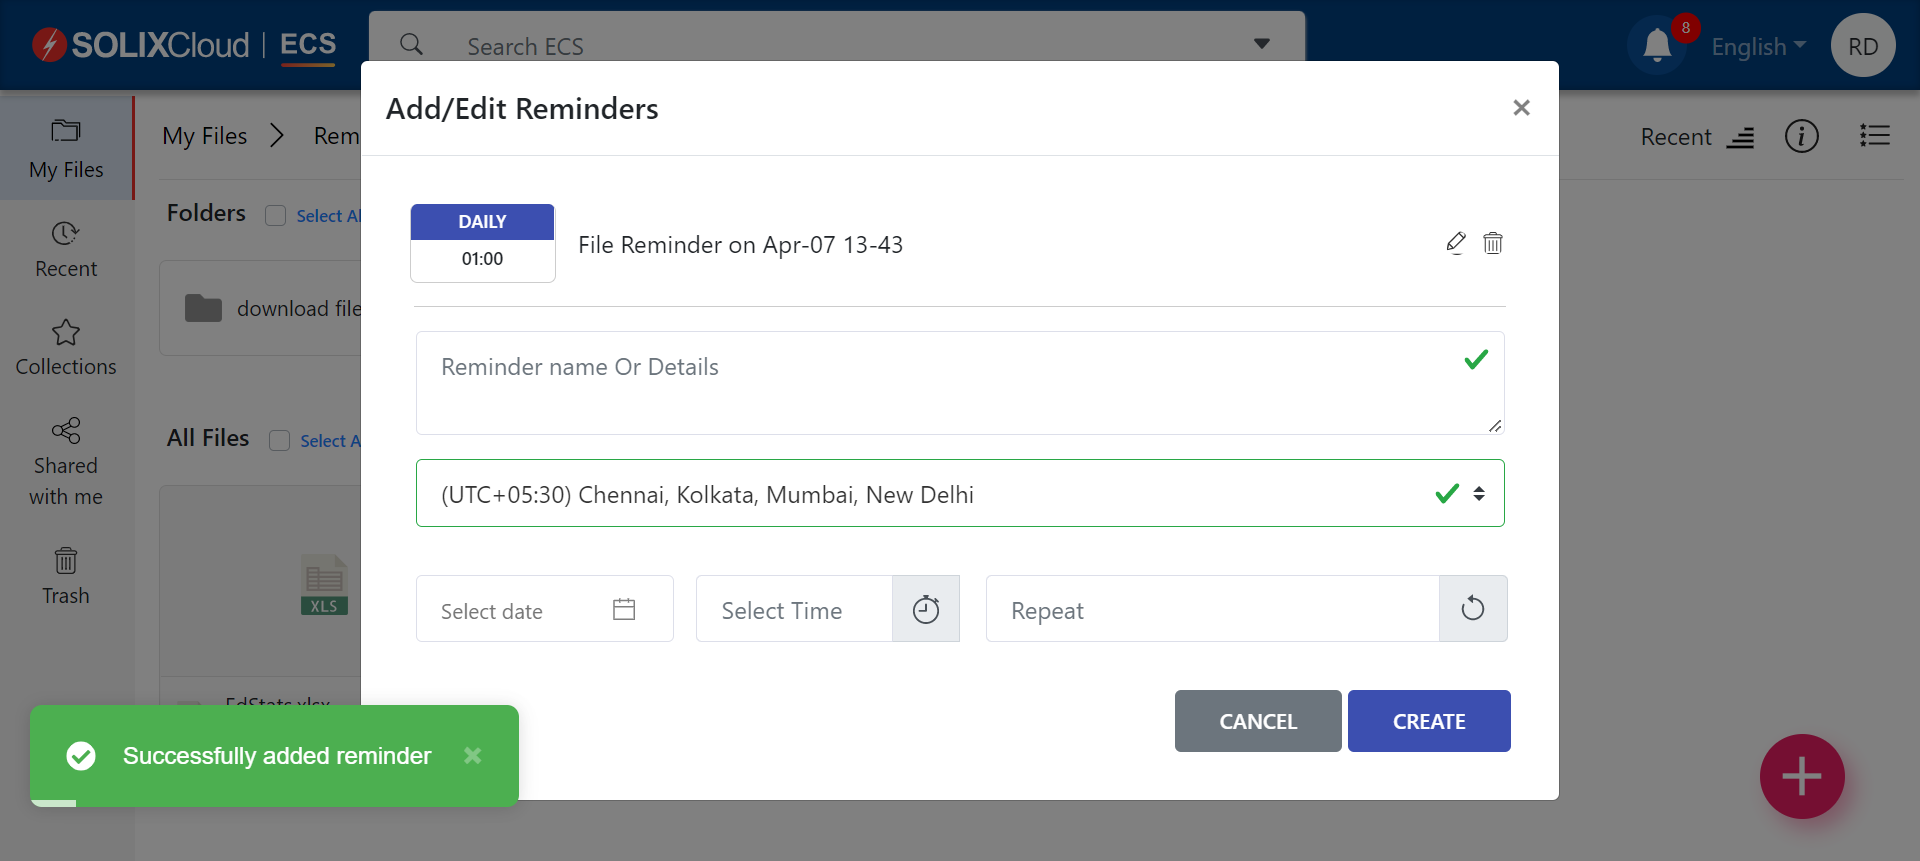 SOLIXCloud | ECS
Search ECS
8
English
RD
Add/Edit Reminders
My Files
My Files
Rem
Recent
DAILY
01:00
File Reminder on Apr-07 13-43
Folders
Select Al
Recent
download file
Reminder name Or Details
Collections
All Files
Select A
Shared
with me
(UTC+05:30) Chennai, Kolkata, Mumbai, New Delhi
XLS
Trash
Select date
Select Time
Repeat
EdStats.xlsx
CANCEL
CREATE
Successfully added reminder